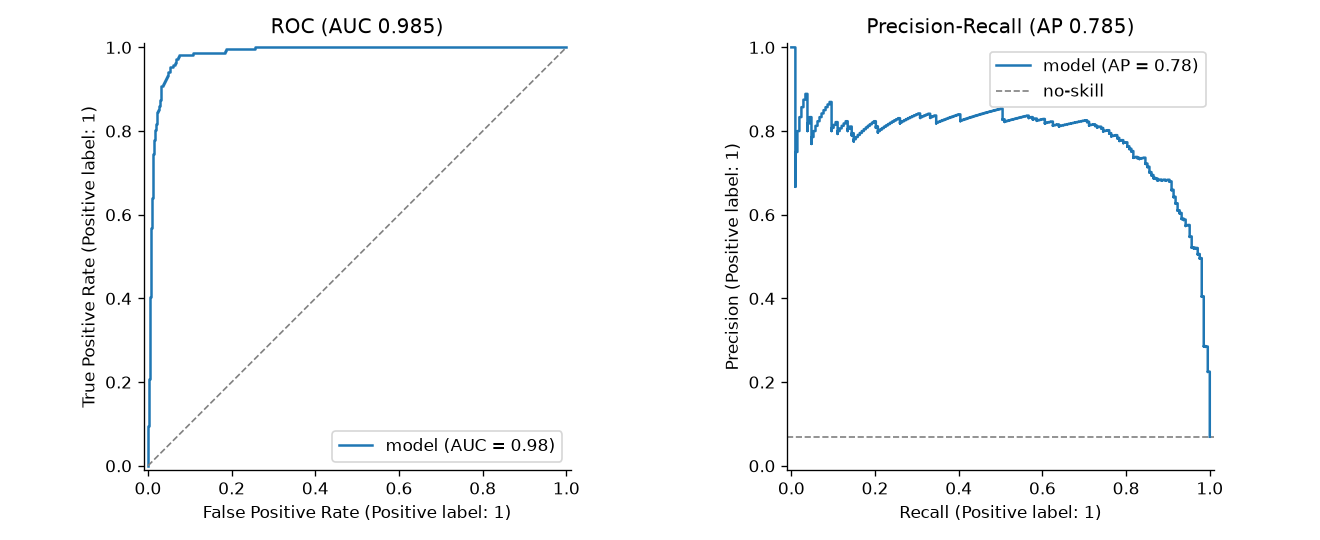 ROC (AUC 0.985)
True Positive Rate (Positive label: 1)
1.0
0.8
0.6
0.4
0.2
0.0
model (AUC = 0.98)
0.0 0.2 0.4 0.6 0.8 1.0
False Positive Rate (Positive label: 1)
Precision-Recall (AP 0.785)
Precision (Positive label: 1)
1.0
0.8
0.6
0.4
0.2
0.0
model (AP = 0.78)
no-skill
0.0 0.2 0.4 0.6 0.8 1.0
Recall (Positive label: 1)